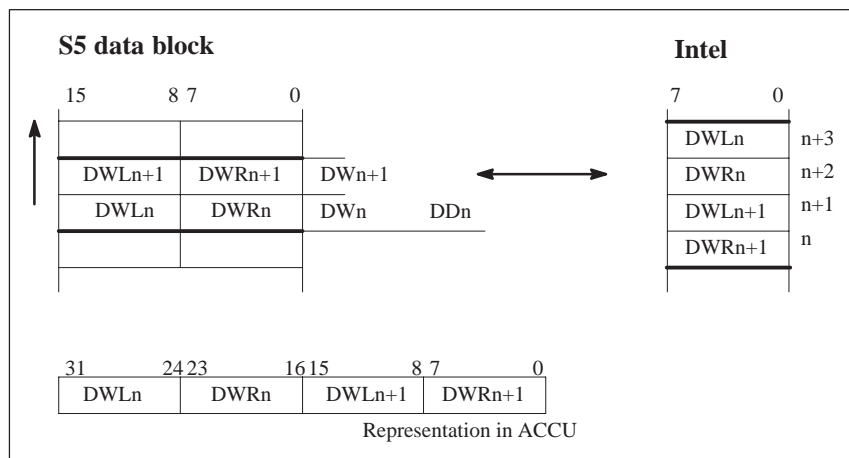 S5 data block
Intel
15 8 7 0
7 0
DWLn n+3
DWLn+1 DWRn+1 DWn+1
DWRn n+2
DWLn DWRn DWn DDn
DWLn+1 n+1
DWRn+1 n
31 24 23 16 15 8 7 0
DWLn DWRn DWLn+1 DWRn+1
Representation in ACCU